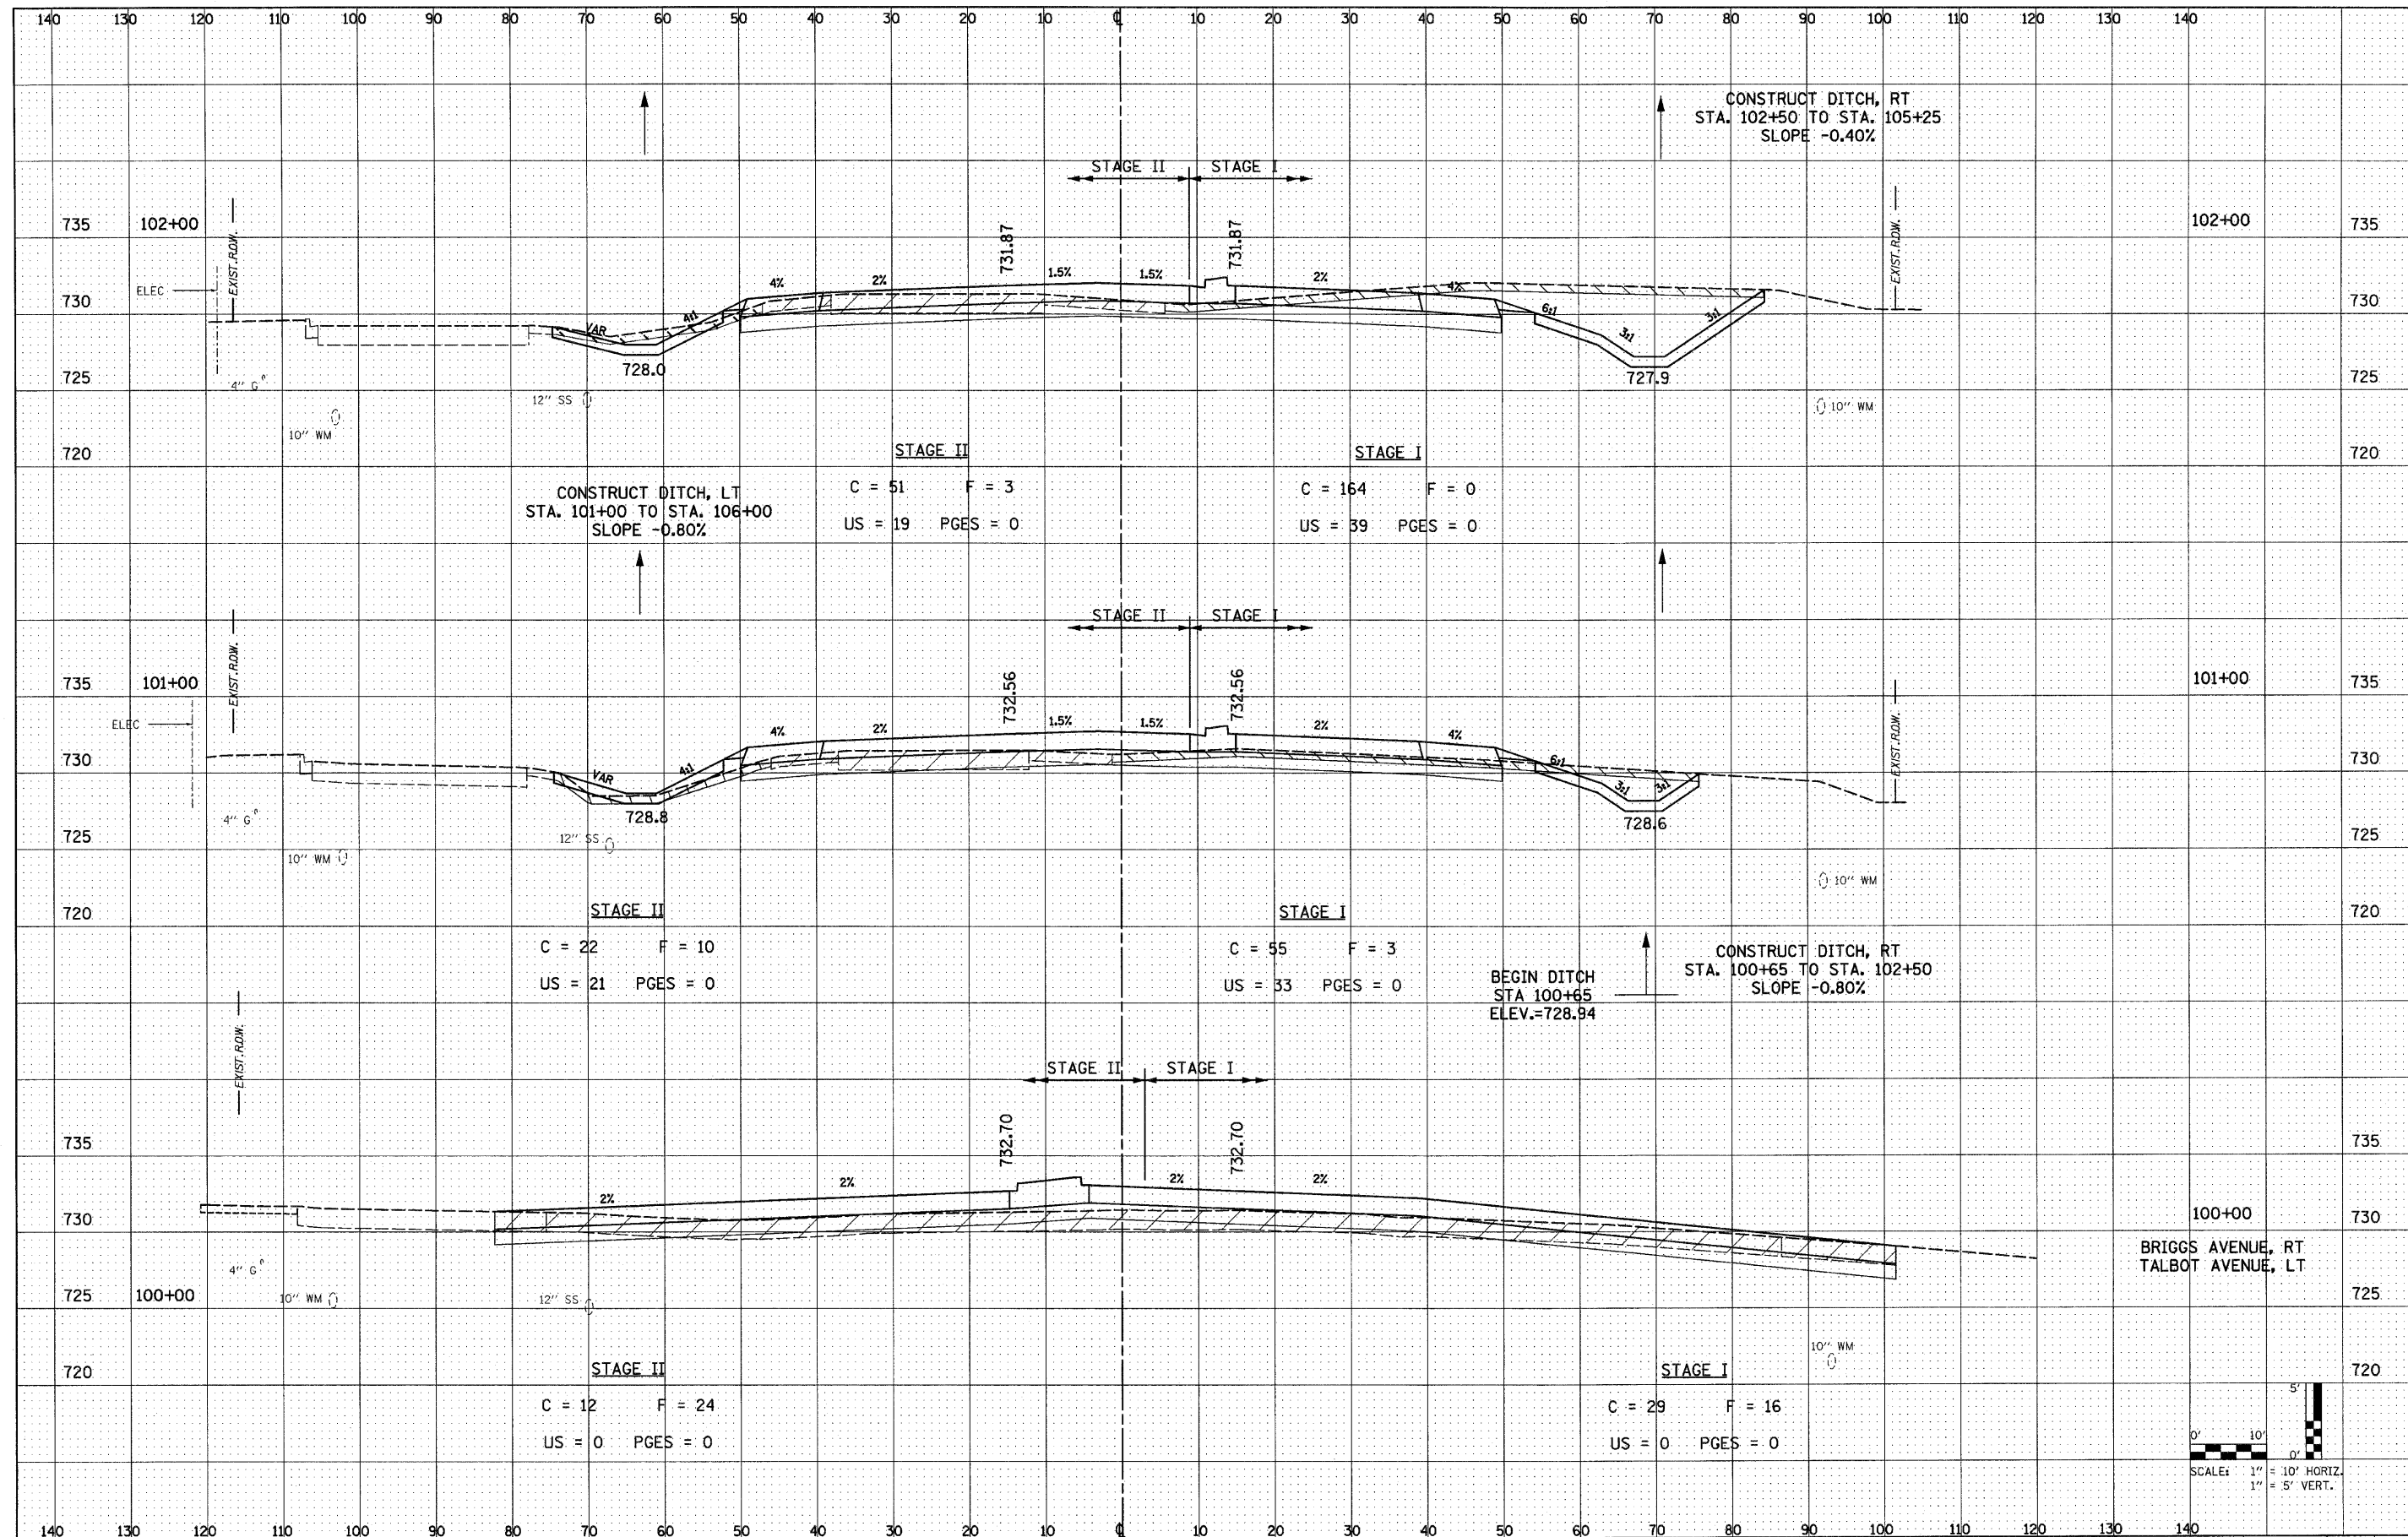 140 130 120 110 100 90 80 70 60 50 40 30 20 10 ℄ 10 20 30 40 50 60 70 80 90 100 110 120 130 140
CONSTRUCT DITCH, RT
STA. 102+50 TO STA. 105+25
SLOPE -0.40%
STAGE II STAGE I
735 102+00 102+00 735
EXIST. R.O.W. EXIST. R.O.W.
731.87 731.87
ELEC
4% 2% 1.5% 1.5% 2% 4%
730 730
VAR 4:1 6:1 3:1 3:1
728.0 727.9
725 725
4" G
12" SS
10" WM
10" WM
720 720
STAGE II STAGE I
C = 51 F = 3 C = 164 F = 0
US = 19 PGES = 0 US = 39 PGES = 0
CONSTRUCT DITCH, LT
STA. 101+00 TO STA. 106+00
SLOPE -0.80%
STAGE II STAGE I
735 101+00 101+00 735
EXIST. R.O.W. EXIST. R.O.W.
732.56 732.56
ELEC
4% 2% 1.5% 1.5% 2% 4%
730 730
VAR 4:1 6:1 3:1 3:1
728.8 728.6
725 725
4" G
12" SS
10" WM
10" WM
720 720
STAGE II STAGE I
C = 22 F = 10 C = 55 F = 3
US = 21 PGES = 0 US = 33 PGES = 0
BEGIN DITCH
STA 100+65
ELEV.=728.94
CONSTRUCT DITCH, RT
STA. 100+65 TO STA. 102+50
SLOPE -0.80%
EXIST. R.O.W.
STAGE II STAGE I
735 735
732.70 732.70
2% 2% 2% 2%
730 100+00 730
BRIGGS AVENUE, RT
TALBOT AVENUE, LT
4" G
725 100+00 725
10" WM
12" SS
10" WM
720 720
STAGE II STAGE I
C = 12 F = 24 C = 29 F = 16
US = 0 PGES = 0 US = 0 PGES = 0
5'
0' 10' 0'
SCALE: 1" = 10' HORIZ.
1" = 5' VERT.
140 130 120 110 100 90 80 70 60 50 40 30 20 10 ℄ 10 20 30 40 50 60 70 80 90 100 110 120 130 140